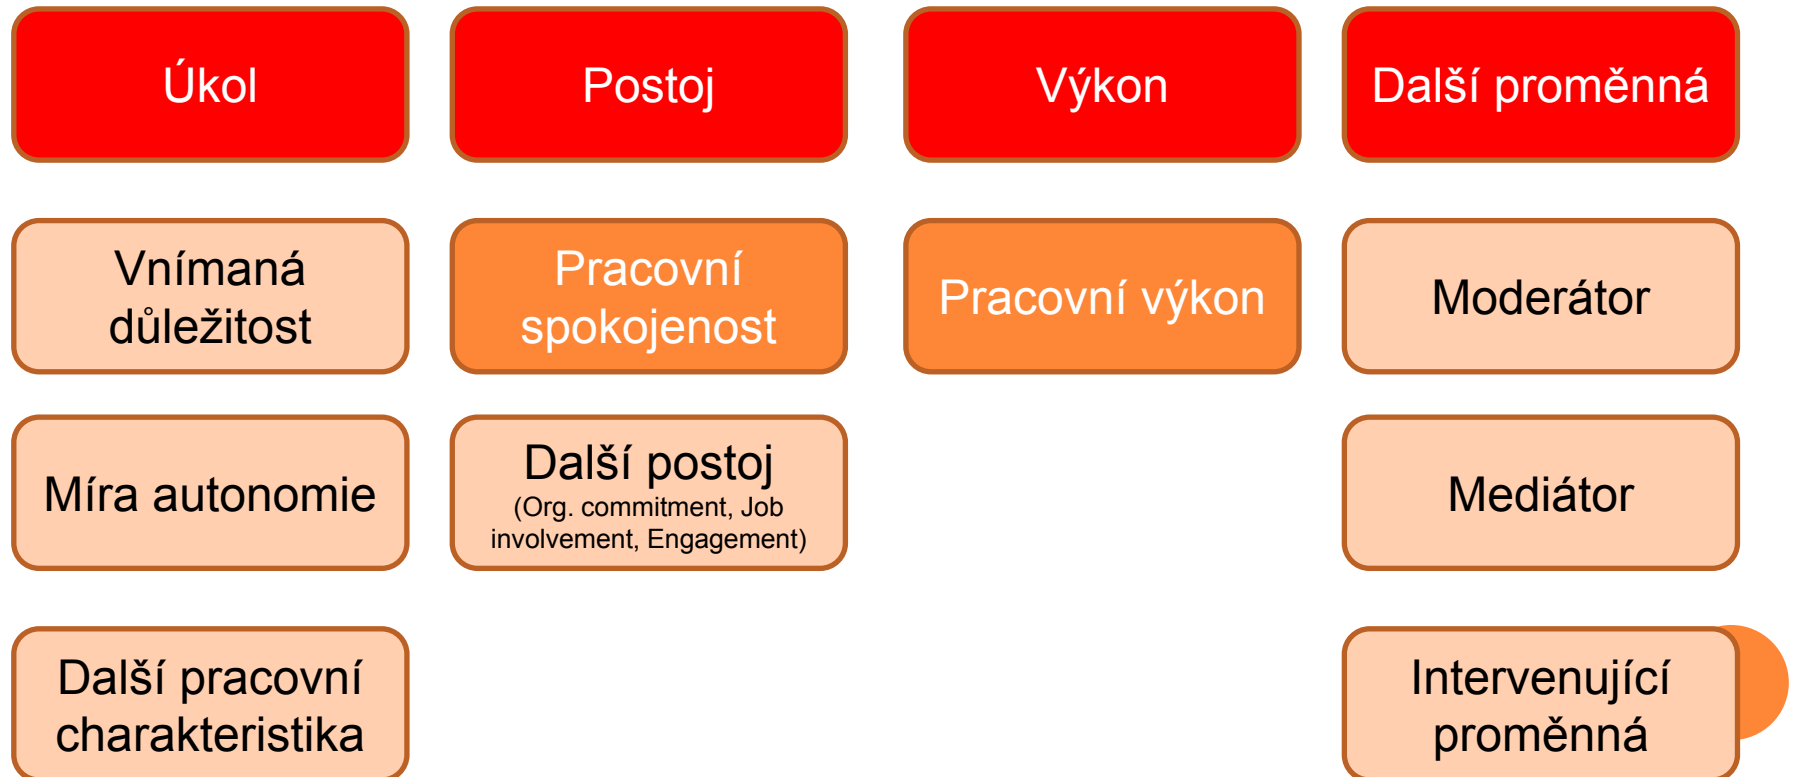 Úkol
Postoj
Výkon
Další proměnná
Vnímaná
důležitost
Pracovní
spokojenost
Pracovní výkon
Moderátor
Míra autonomie
Další postoj
(Org. commitment, Job
involvement, Engagement)
Mediátor
Další pracovní
charakteristika
Intervenující
proměnná